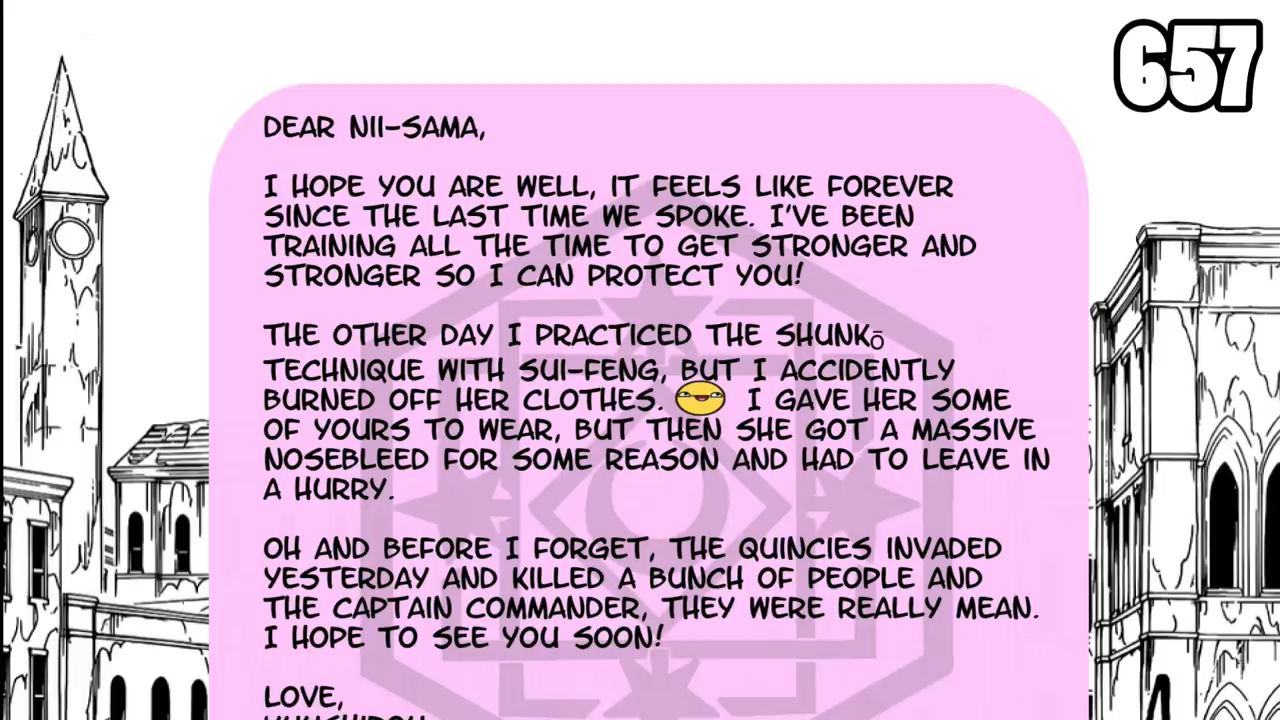 657
DEAR NII-SAMA,
I HOPE YOU ARE WELL, IT FEELS LIKE FOREVER
SINCE THE LAST TIME WE SPOKE. I'VE BEEN
TRAINING ALL THE TIME TO GET STRONGER AND
STRONGER SO I CAN PROTECT YOU!
THE OTHER DAY I PRACTICED THE SHUNKō
TECHNIQUE WITH SUI-FENG, BUT I ACCIDENTLY
BURNED OFF HER CLOTHES. I GAVE HER SOME
OF YOURS TO WEAR, BUT THEN SHE GOT A MASSIVE
NOSEBLEED FOR SOME REASON AND HAD TO LEAVE IN
A HURRY.
OH AND BEFORE I FORGET, THE QUINCIES INVADED
YESTERDAY AND KILLED A BUNCH OF PEOPLE AND
THE CAPTAIN COMMANDER, THEY WERE REALLY MEAN.
I HOPE TO SEE YOU SOON!
LOVE,